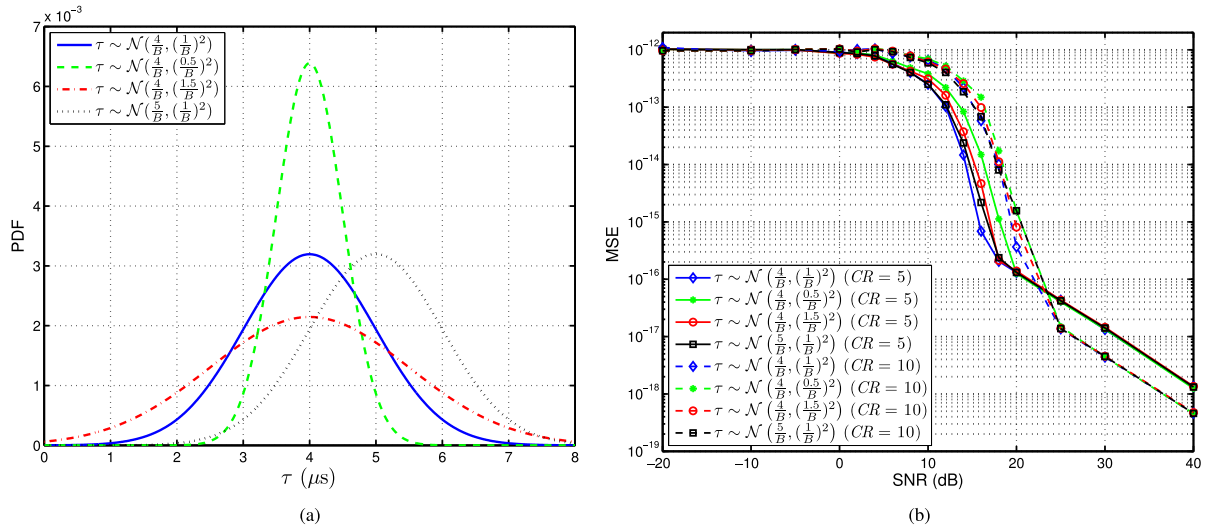 x 10⁻³
7
6
5
4
3
2
1
0
PDF
τ ∼ 𝒩(4/B, (1/B)²)
τ ∼ 𝒩(4/B, (0.5/B)²)
τ ∼ 𝒩(4/B, (1.5/B)²)
τ ∼ 𝒩(5/B, (1/B)²)
0 1 2 3 4 5 6 7 8
τ (μs)
(a)
10⁻¹²
10⁻¹³
10⁻¹⁴
10⁻¹⁵
10⁻¹⁶
10⁻¹⁷
10⁻¹⁸
10⁻¹⁹
MSE
τ ∼ 𝒩(4/B, (1/B)²) (CR = 5)
τ ∼ 𝒩(4/B, (0.5/B)²) (CR = 5)
τ ∼ 𝒩(4/B, (1.5/B)²) (CR = 5)
τ ∼ 𝒩(5/B, (1/B)²) (CR = 5)
τ ∼ 𝒩(4/B, (1/B)²) (CR = 10)
τ ∼ 𝒩(4/B, (0.5/B)²) (CR = 10)
τ ∼ 𝒩(4/B, (1.5/B)²) (CR = 10)
τ ∼ 𝒩(5/B, (1/B)²) (CR = 10)
−20 −10 0 10 20 30 40
SNR (dB)
(b)